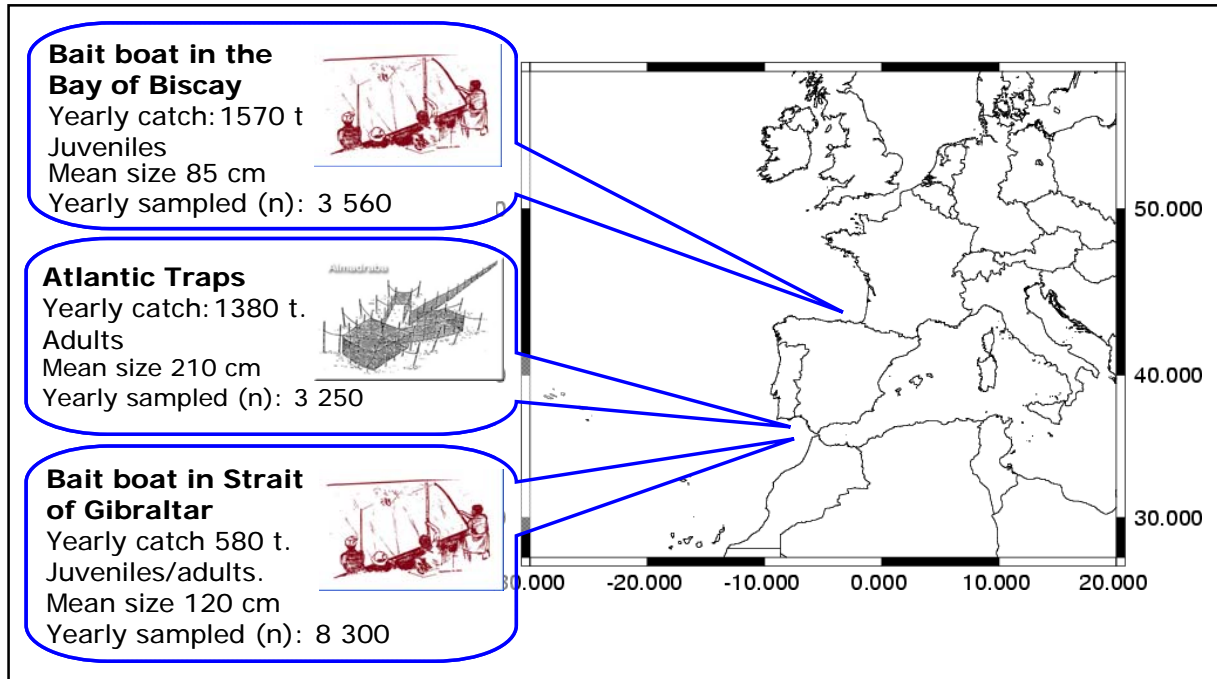 Bait boat in the
Bay of Biscay
Yearly catch: 1570 t
Juveniles
Mean size 85 cm
Yearly sampled (n): 3 560
Almadraba
Atlantic Traps
Yearly catch: 1380 t.
Adults
Mean size 210 cm
Yearly sampled (n): 3 250
Bait boat in Strait
of Gibraltar
Yearly catch 580 t.
Juveniles/adults.
Mean size 120 cm
Yearly sampled (n): 8 300
50.000
40.000
30.000
-20.000 -10.000 0.000 10.000 20.000